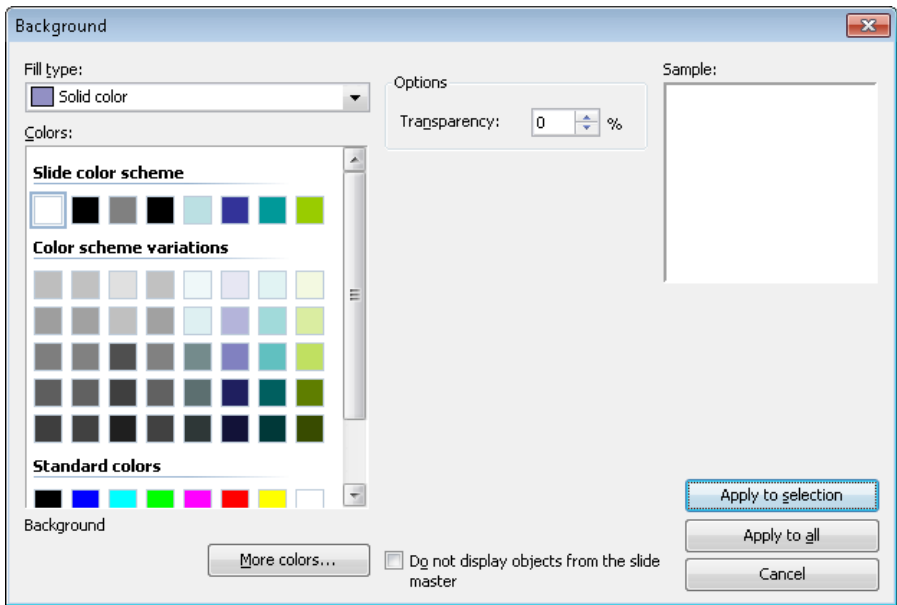 Background
Fill type:
Solid color
Colors:
Slide color scheme
Color scheme variations
Standard colors
Background
More colors...
Options
Transparency: 0 %
Do not display objects from the slide
master
Sample:
Apply to selection
Apply to all
Cancel